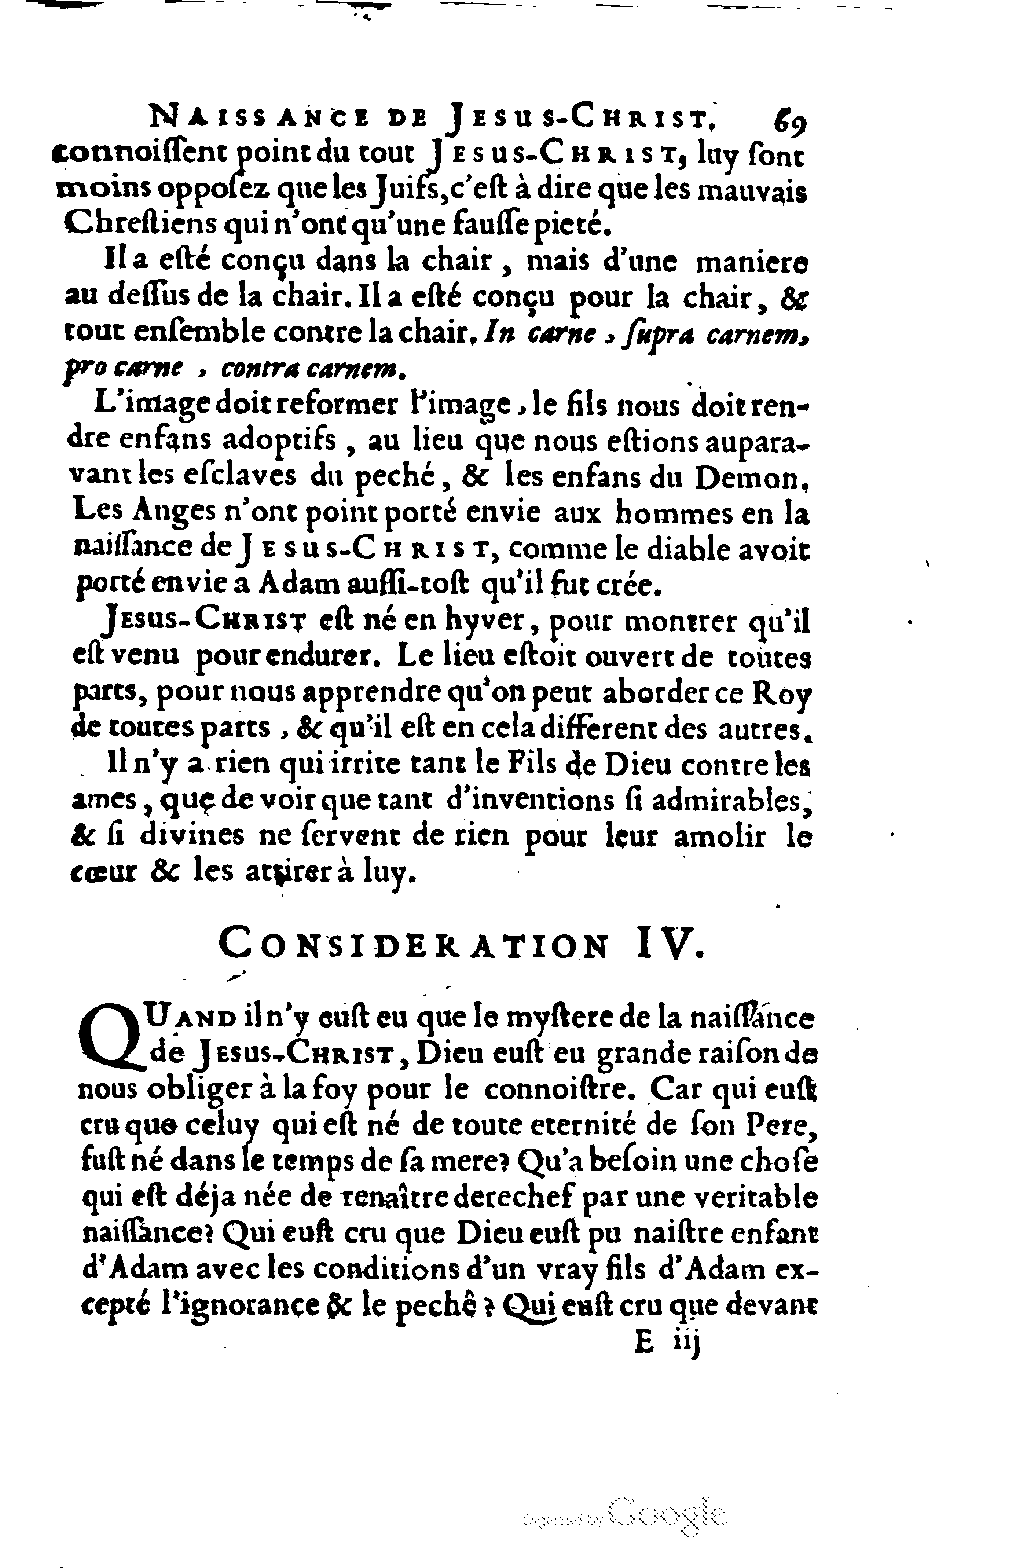 NAISSANCE DE JESUS-CHRIST. 69
connoiſſent point du tout JESUS-CHRIST, luy ſont
moins oppoſez que les Juifs, c'eſt à dire que les mauvais
Chreſtiens qui n'ont qu'une fauſſe pieté.
Il a eſté conçu dans la chair, mais d'une maniere
au deſſus de la chair. Il a eſté conçu pour la chair, &
tout enſemble contre la chair. In carne, ſupra carnem,
pro carne, contra carnem.
L'image doit reformer l'image, le fils nous doit ren-
dre enfans adoptifs, au lieu que nous eſtions aupara-
vant les eſclaves du peché, & les enfans du Demon.
Les Anges n'ont point porté envie aux hommes en la
naiſſance de JESUS-CHRIST, comme le diable avoit
porté envie a Adam auſſi-toſt qu'il fut crée.
JESUS-CHRIST eſt né en hyver, pour montrer qu'il
eſt venu pour endurer. Le lieu eſtoit ouvert de toutes
parts, pour nous apprendre qu'on peut aborder ce Roy
de toutes parts, & qu'il eſt en cela different des autres.
Il n'y a rien qui irrite tant le Fils de Dieu contre les
ames, que de voir que tant d'inventions ſi admirables,
& ſi divines ne ſervent de rien pour leur amolir le
cœur & les attirer à luy.
CONSIDERATION IV.
QUAND il n'y euſt eu que le myſtere de la naiſſance
de JESUS-CHRIST, Dieu euſt eu grande raiſon de
nous obliger à la foy pour le connoiſtre. Car qui euſt
cru que celuy qui eſt né de toute eternité de ſon Pere,
fuſt né dans le temps de ſa mere? Qu'a beſoin une choſe
qui eſt déja née de renaître derechef par une veritable
naiſſance? Qui euſt cru que Dieu euſt pu naiſtre enfant
d'Adam avec les conditions d'un vray fils d'Adam ex-
cepté l'ignorance & le pechê? Qui euſt cru que devant
E iij
Digitized by Google